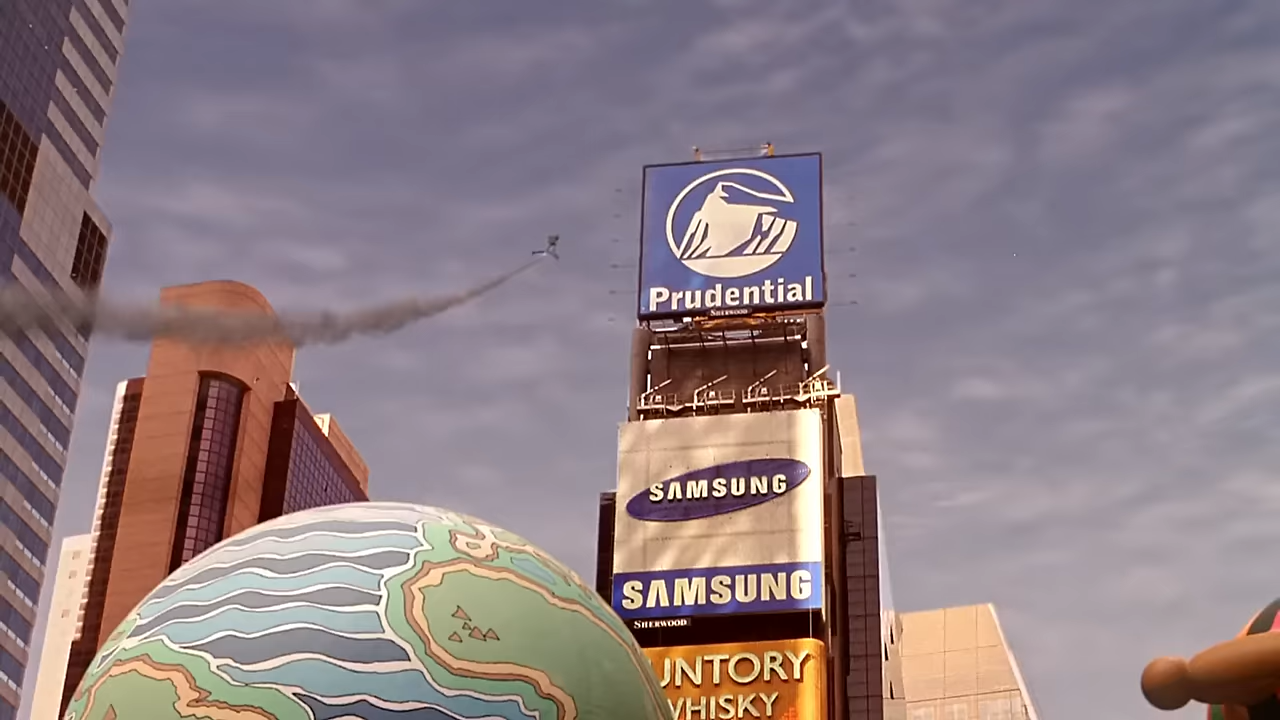 Prudential
SHERWOOD
SAMSUNG
SAMSUNG
SHERWOOD
UNTORY
WHISKY